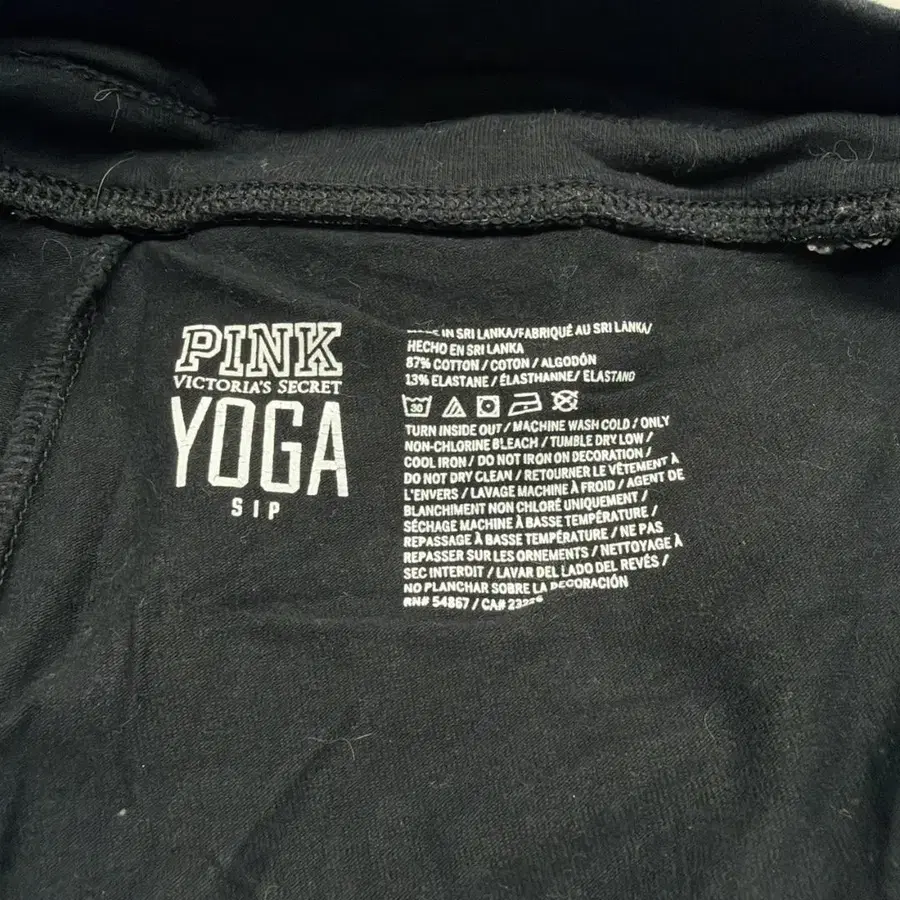 PINK
VICTORIA'S SECRET
YOGA
S I P
IN SRI LANKA/FABRIQUÉ AU SRI LANKA/
HECHO EN SRI LANKA
87% COTTON / COTON / ALGODÓN
13% ELASTANE / ÉLASTHANNE/ ELASTANO
30
TURN INSIDE OUT / MACHINE WASH COLD / ONLY
NON-CHLORINE BLEACH / TUMBLE DRY LOW /
COOL IRON / DO NOT IRON ON DECORATION /
DO NOT DRY CLEAN / RETOURNER LE VÊTEMENT À
L'ENVERS / LAVAGE MACHINE À FROID / AGENT DE
BLANCHIMENT NON CHLORÉ UNIQUEMENT /
SÉCHAGE MACHINE À BASSE TEMPÉRATURE /
REPASSAGE À BASSE TEMPÉRATURE / NE PAS
REPASSER SUR LES ORNEMENTS / NETTOYAGE À
SEC INTERDIT / LAVAR DEL LADO DEL REVÉS /
NO PLANCHAR SOBRE LA DECORACIÓN
RN# 54867 / CA#